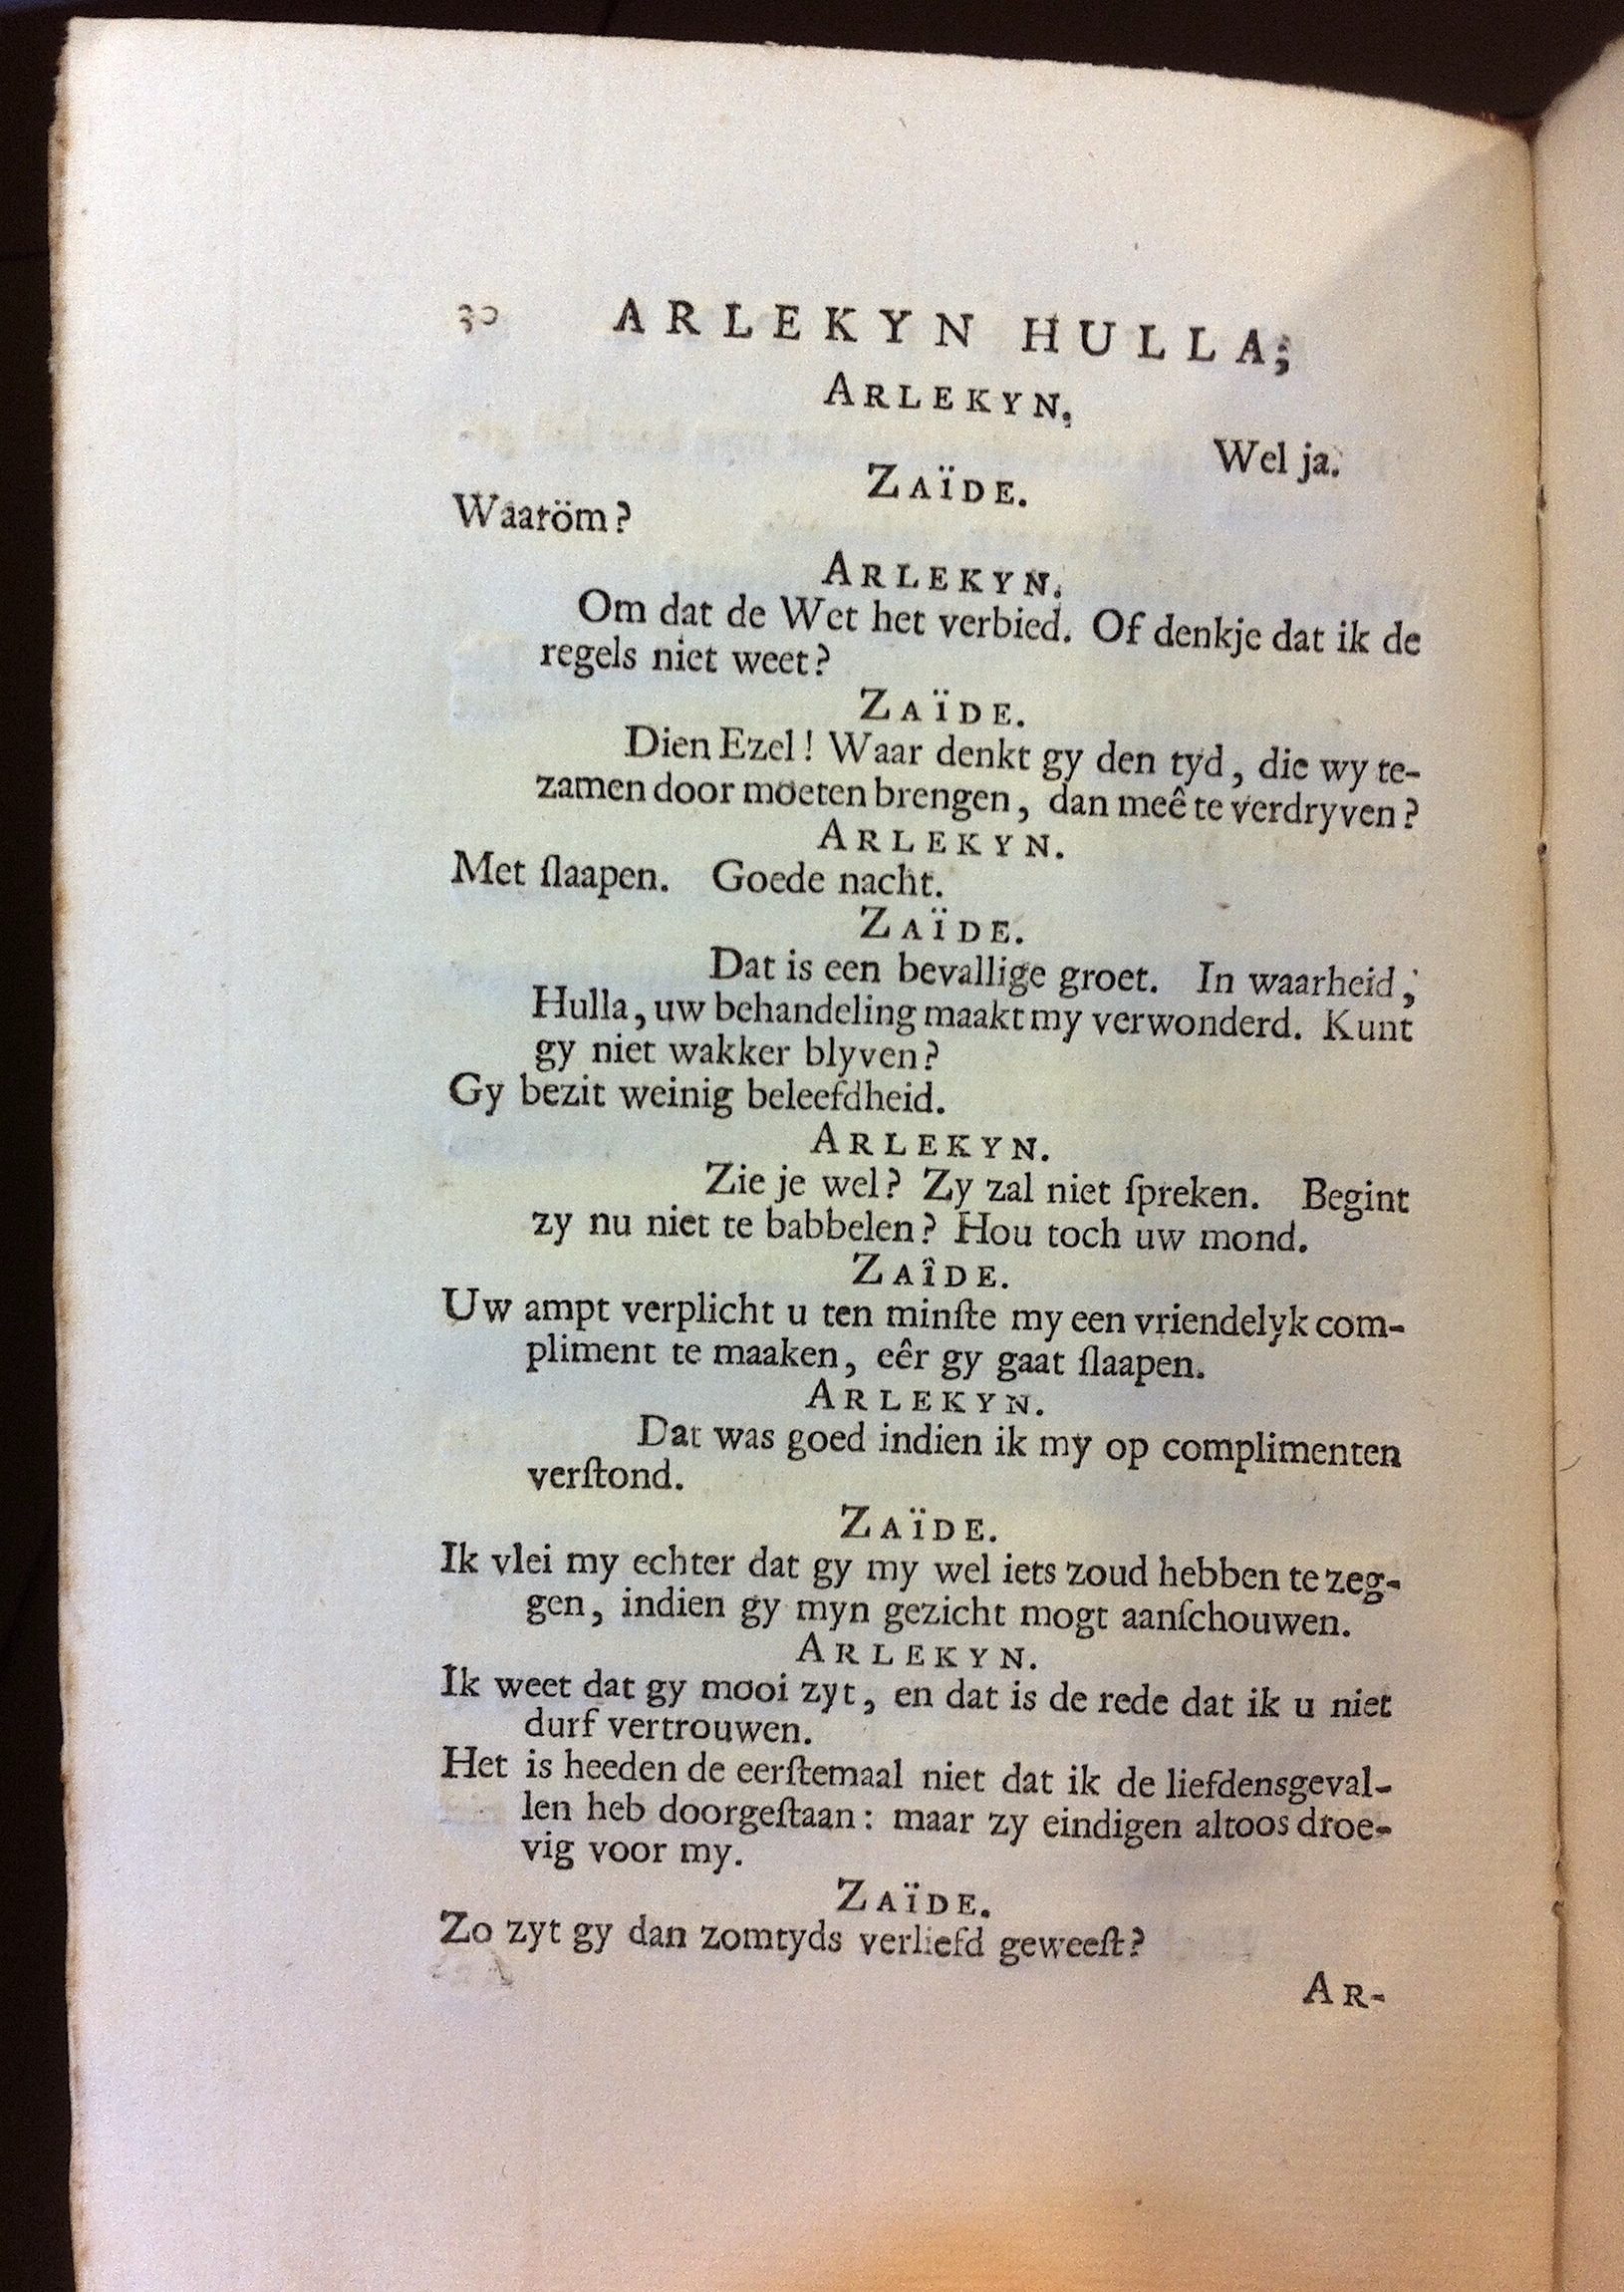 30 ARLEKYN HULLA;
ARLEKYN.
Wel ja.
ZAÏDE.
Waaröm?
ARLEKYN.
Om dat de Wet het verbied. Of denkje dat ik de
regels niet weet?
ZAÏDE.
Dien Ezel! Waar denkt gy den tyd, die wy te-
zamen door moeten brengen, dan meê te verdryven?
ARLEKYN.
Met ſlaapen. Goede nacht.
ZAÏDE.
Dat is een bevallige groet. In waarheid,
Hulla, uw behandeling maakt my verwonderd. Kunt
gy niet wakker blyven?
Gy bezit weinig beleefdheid.
ARLEKYN.
Zie je wel? Zy zal niet ſpreken. Begint
zy nu niet te babbelen? Hou toch uw mond.
ZAÎDE.
Uw ampt verplicht u ten minſte my een vriendelyk com-
pliment te maaken, eêr gy gaat ſlaapen.
ARLEKYN.
Dat was goed indien ik my op complimenten
verſtond.
ZAÏDE.
Ik vlei my echter dat gy my wel iets zoud hebben te zeg-
gen, indien gy myn gezicht mogt aanſchouwen.
ARLEKYN.
Ik weet dat gy mooi zyt, en dat is de rede dat ik u niet
durf vertrouwen.
Het is heeden de eerſtemaal niet dat ik de liefdensgeval-
len heb doorgeſtaan: maar zy eindigen altoos droe-
vig voor my.
ZAÏDE.
Zo zyt gy dan zomtyds verliefd geweeſt?
AR-